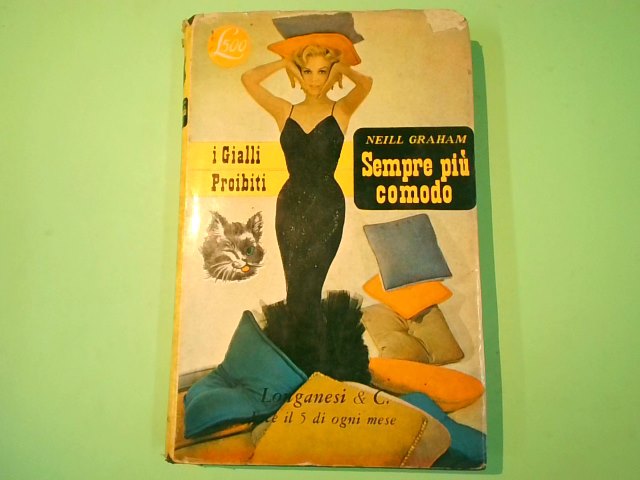 L500
NEILL GRAHAM
i Gialli
Proibiti
Sempre più
comodo
Longanesi & C.
il 5 di ogni mese